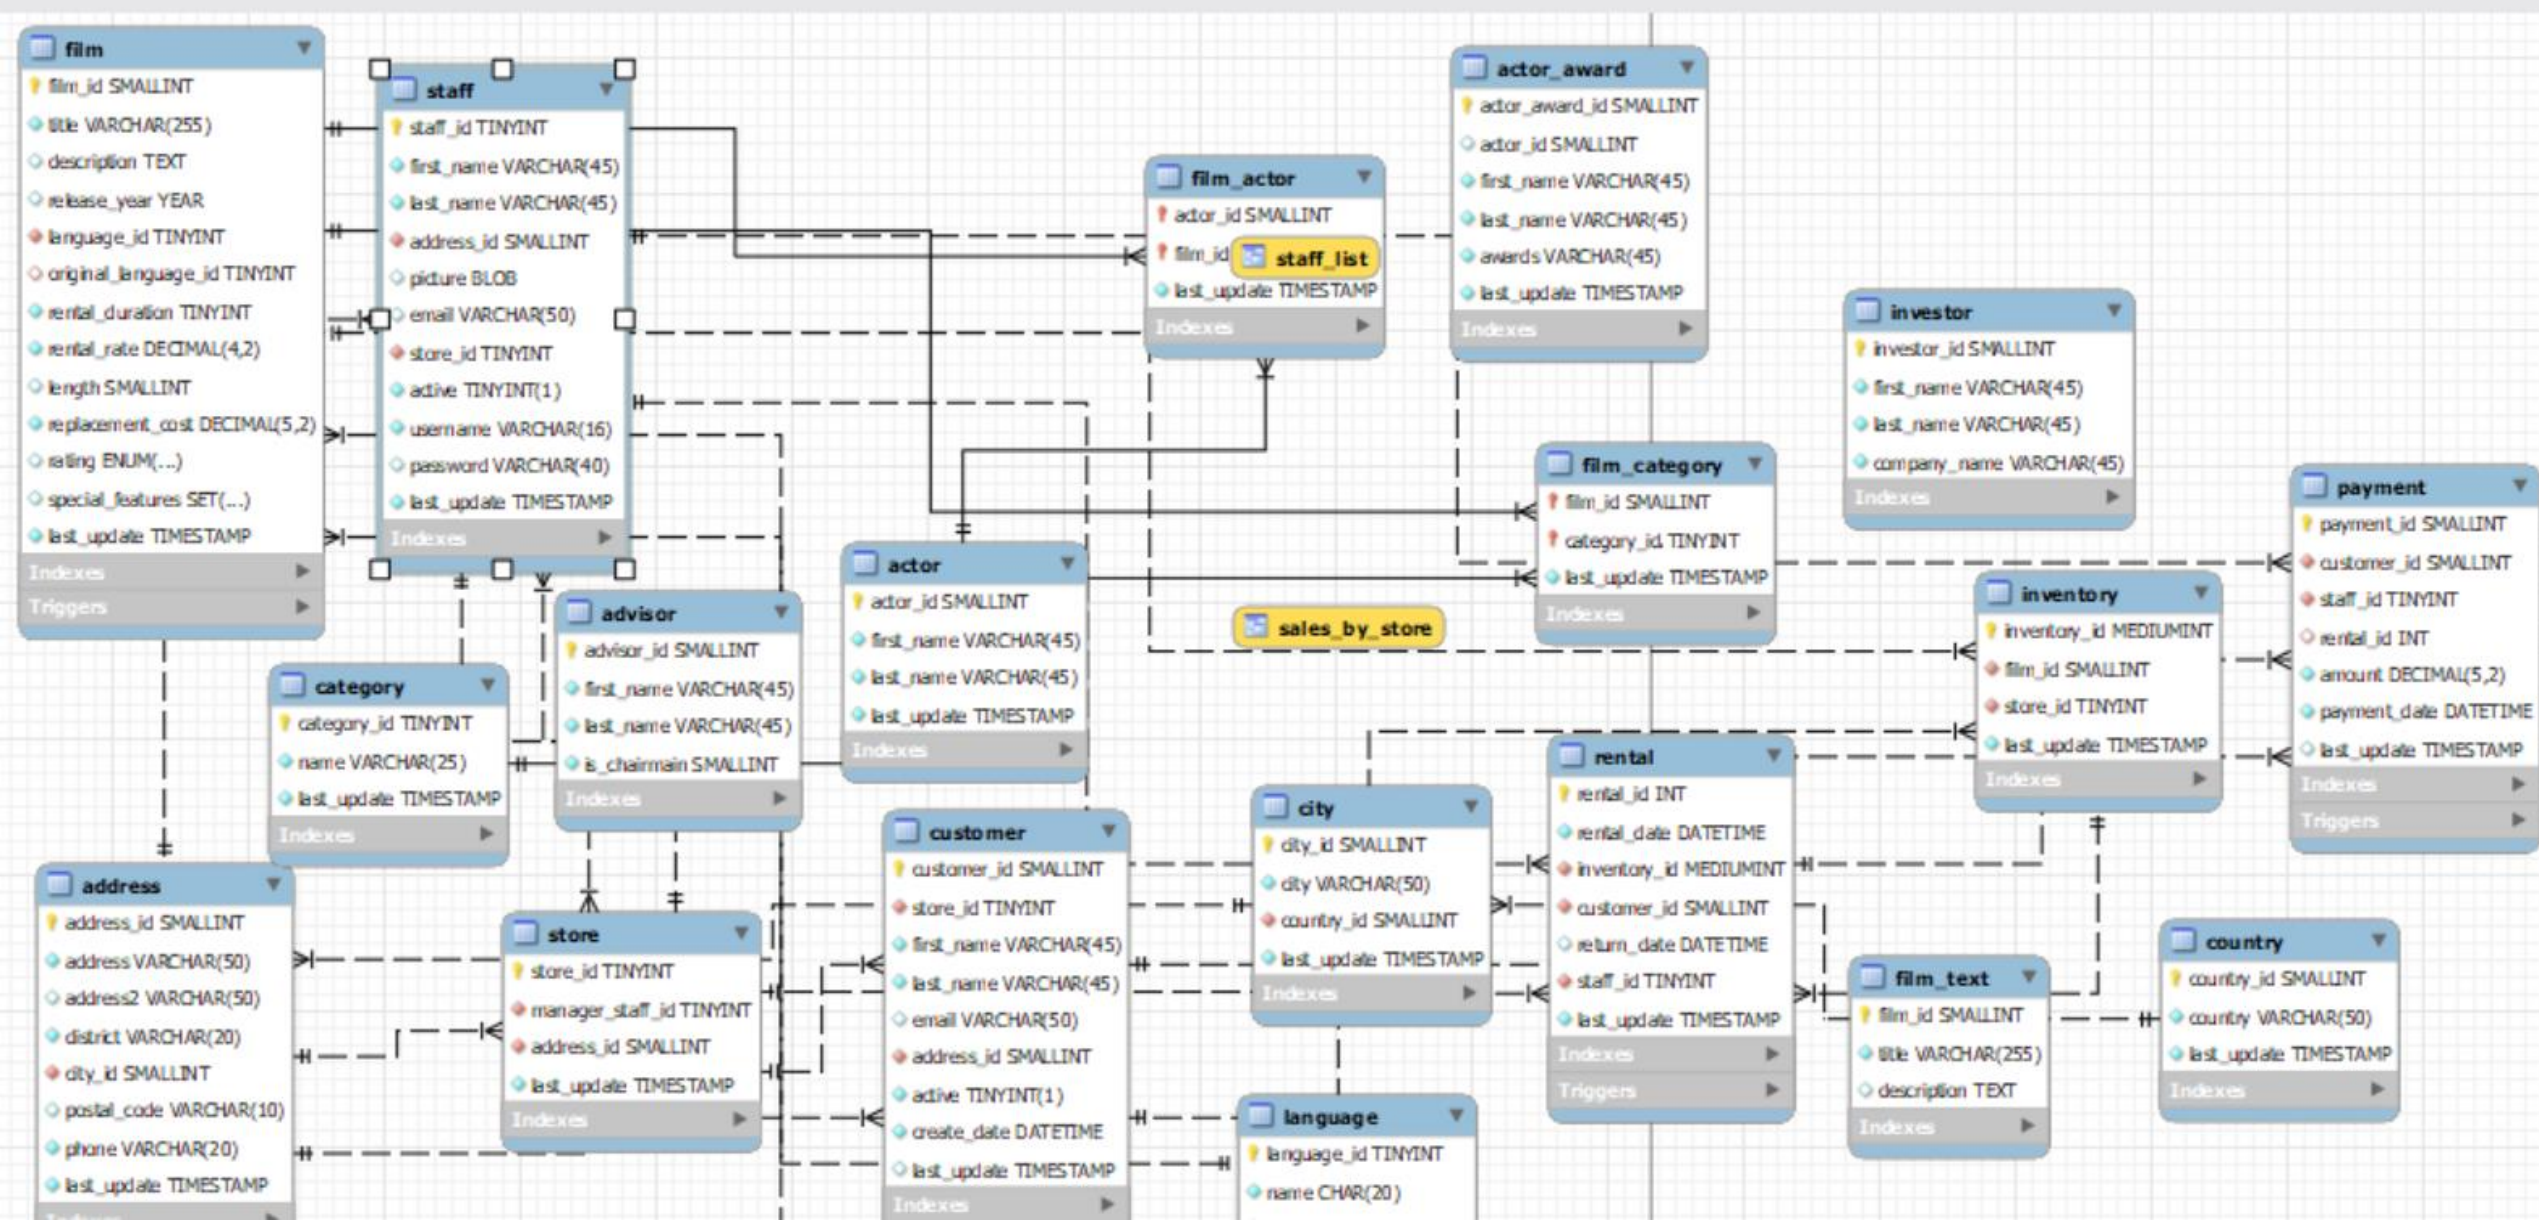 film
film_id SMALLINT
title VARCHAR(255)
description TEXT
release_year YEAR
language_id TINYINT
original_language_id TINYINT
rental_duration TINYINT
rental_rate DECIMAL(4,2)
length SMALLINT
replacement_cost DECIMAL(5,2)
rating ENUM(...)
special_features SET(...)
last_update TIMESTAMP
Indexes
Triggers
staff
staff_id TINYINT
first_name VARCHAR(45)
last_name VARCHAR(45)
address_id SMALLINT
picture BLOB
email VARCHAR(50)
store_id TINYINT
active TINYINT(1)
username VARCHAR(16)
password VARCHAR(40)
last_update TIMESTAMP
Indexes
film_actor
actor_id SMALLINT
film_id
staff_list
last_update TIMESTAMP
Indexes
actor_award
actor_award_id SMALLINT
actor_id SMALLINT
first_name VARCHAR(45)
last_name VARCHAR(45)
awards VARCHAR(45)
last_update TIMESTAMP
Indexes
investor
investor_id SMALLINT
first_name VARCHAR(45)
last_name VARCHAR(45)
company_name VARCHAR(45)
Indexes
film_category
film_id SMALLINT
category_id TINYINT
last_update TIMESTAMP
Indexes
payment
payment_id SMALLINT
customer_id SMALLINT
staff_id TINYINT
rental_id INT
amount DECIMAL(5,2)
payment_date DATETIME
last_update TIMESTAMP
Indexes
Triggers
inventory
inventory_id MEDIUMINT
film_id SMALLINT
store_id TINYINT
last_update TIMESTAMP
Indexes
actor
actor_id SMALLINT
first_name VARCHAR(45)
last_name VARCHAR(45)
last_update TIMESTAMP
Indexes
advisor
advisor_id SMALLINT
first_name VARCHAR(45)
last_name VARCHAR(45)
is_chairmain SMALLINT
Indexes
sales_by_store
category
category_id TINYINT
name VARCHAR(25)
last_update TIMESTAMP
Indexes
rental
rental_id INT
rental_date DATETIME
inventory_id MEDIUMINT
customer_id SMALLINT
return_date DATETIME
staff_id TINYINT
last_update TIMESTAMP
Indexes
Triggers
city
city_id SMALLINT
city VARCHAR(50)
country_id SMALLINT
last_update TIMESTAMP
Indexes
customer
customer_id SMALLINT
store_id TINYINT
first_name VARCHAR(45)
last_name VARCHAR(45)
email VARCHAR(50)
address_id SMALLINT
active TINYINT(1)
create_date DATETIME
last_update TIMESTAMP
Indexes
address
address_id SMALLINT
address VARCHAR(50)
address2 VARCHAR(50)
district VARCHAR(20)
city_id SMALLINT
postal_code VARCHAR(10)
phone VARCHAR(20)
last_update TIMESTAMP
Indexes
store
store_id TINYINT
manager_staff_id TINYINT
address_id SMALLINT
last_update TIMESTAMP
Indexes
country
country_id SMALLINT
country VARCHAR(50)
last_update TIMESTAMP
Indexes
film_text
film_id SMALLINT
title VARCHAR(255)
description TEXT
Indexes
language
language_id TINYINT
name CHAR(20)